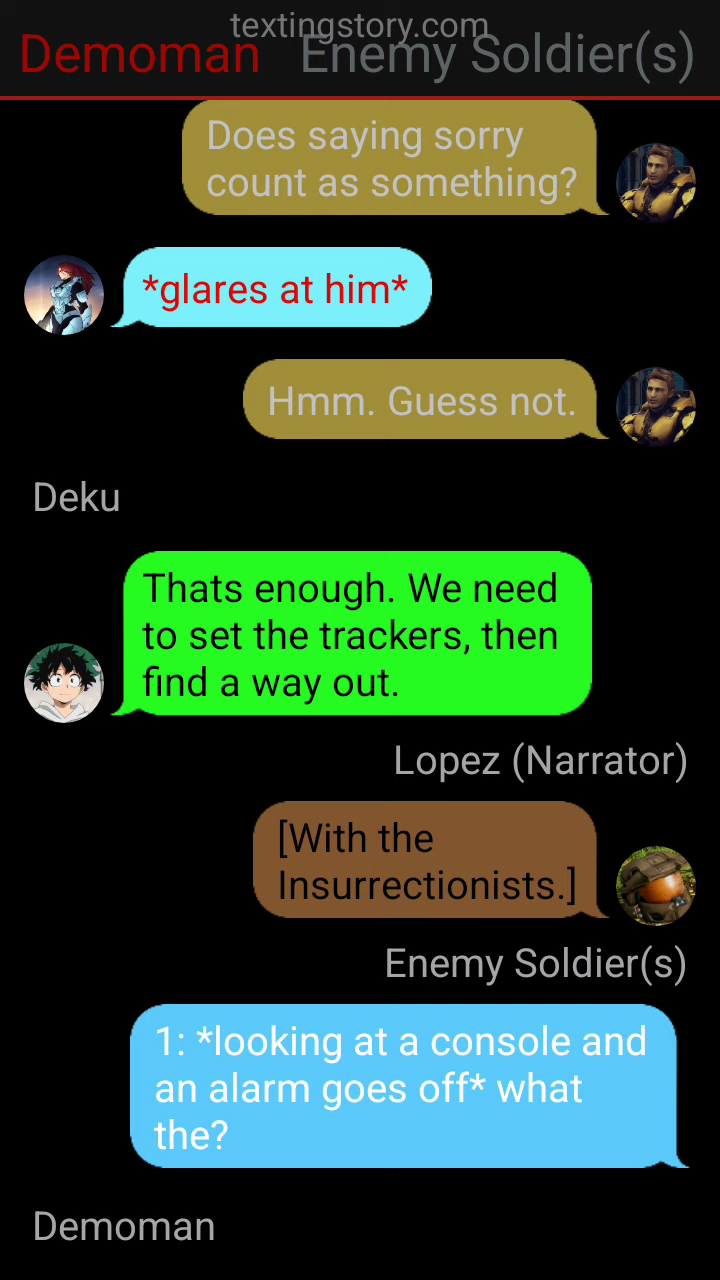 textingstory.com
Demoman Enemy Soldier(s)
Does saying sorry
count as something?
*glares at him*
Hmm. Guess not.
Deku
Thats enough. We need
to set the trackers, then
find a way out.
Lopez (Narrator)
[With the
Insurrectionists.]
Enemy Soldier(s)
1: *looking at a console and
an alarm goes off* what
the?
Demoman